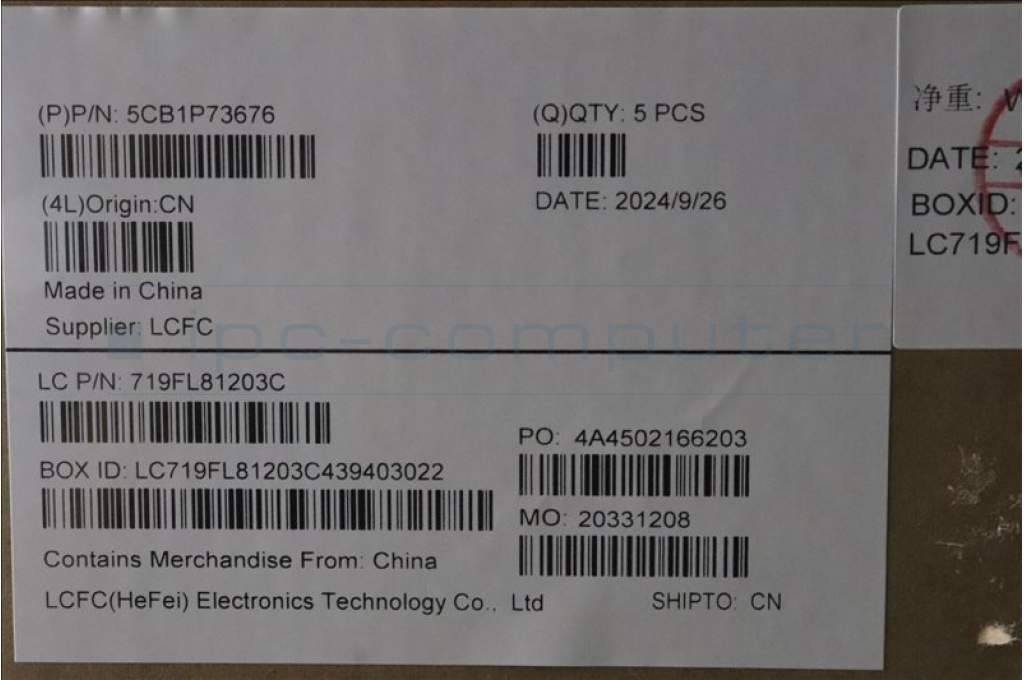 (P)P/N: 5CB1P73676
(4L)Origin:CN
Made in China
Supplier: LCFC
(Q)QTY: 5 PCS
DATE: 2024/9/26
LC P/N: 719FL81203C
BOX ID: LC719FL81203C439403022
Contains Merchandise From: China
LCFC(HeFei) Electronics Technology Co., Ltd
PO: 4A4502166203
MO: 20331208
SHIPTO: CN
净重:
DATE:
BOXID:
LC719F
ipc-computer